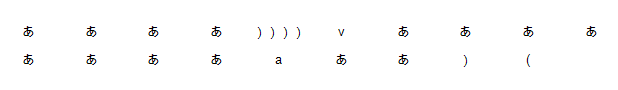 あ あ あ あ ) ) ) ) v あ あ あ あ
あ あ あ あ a あ あ ) (